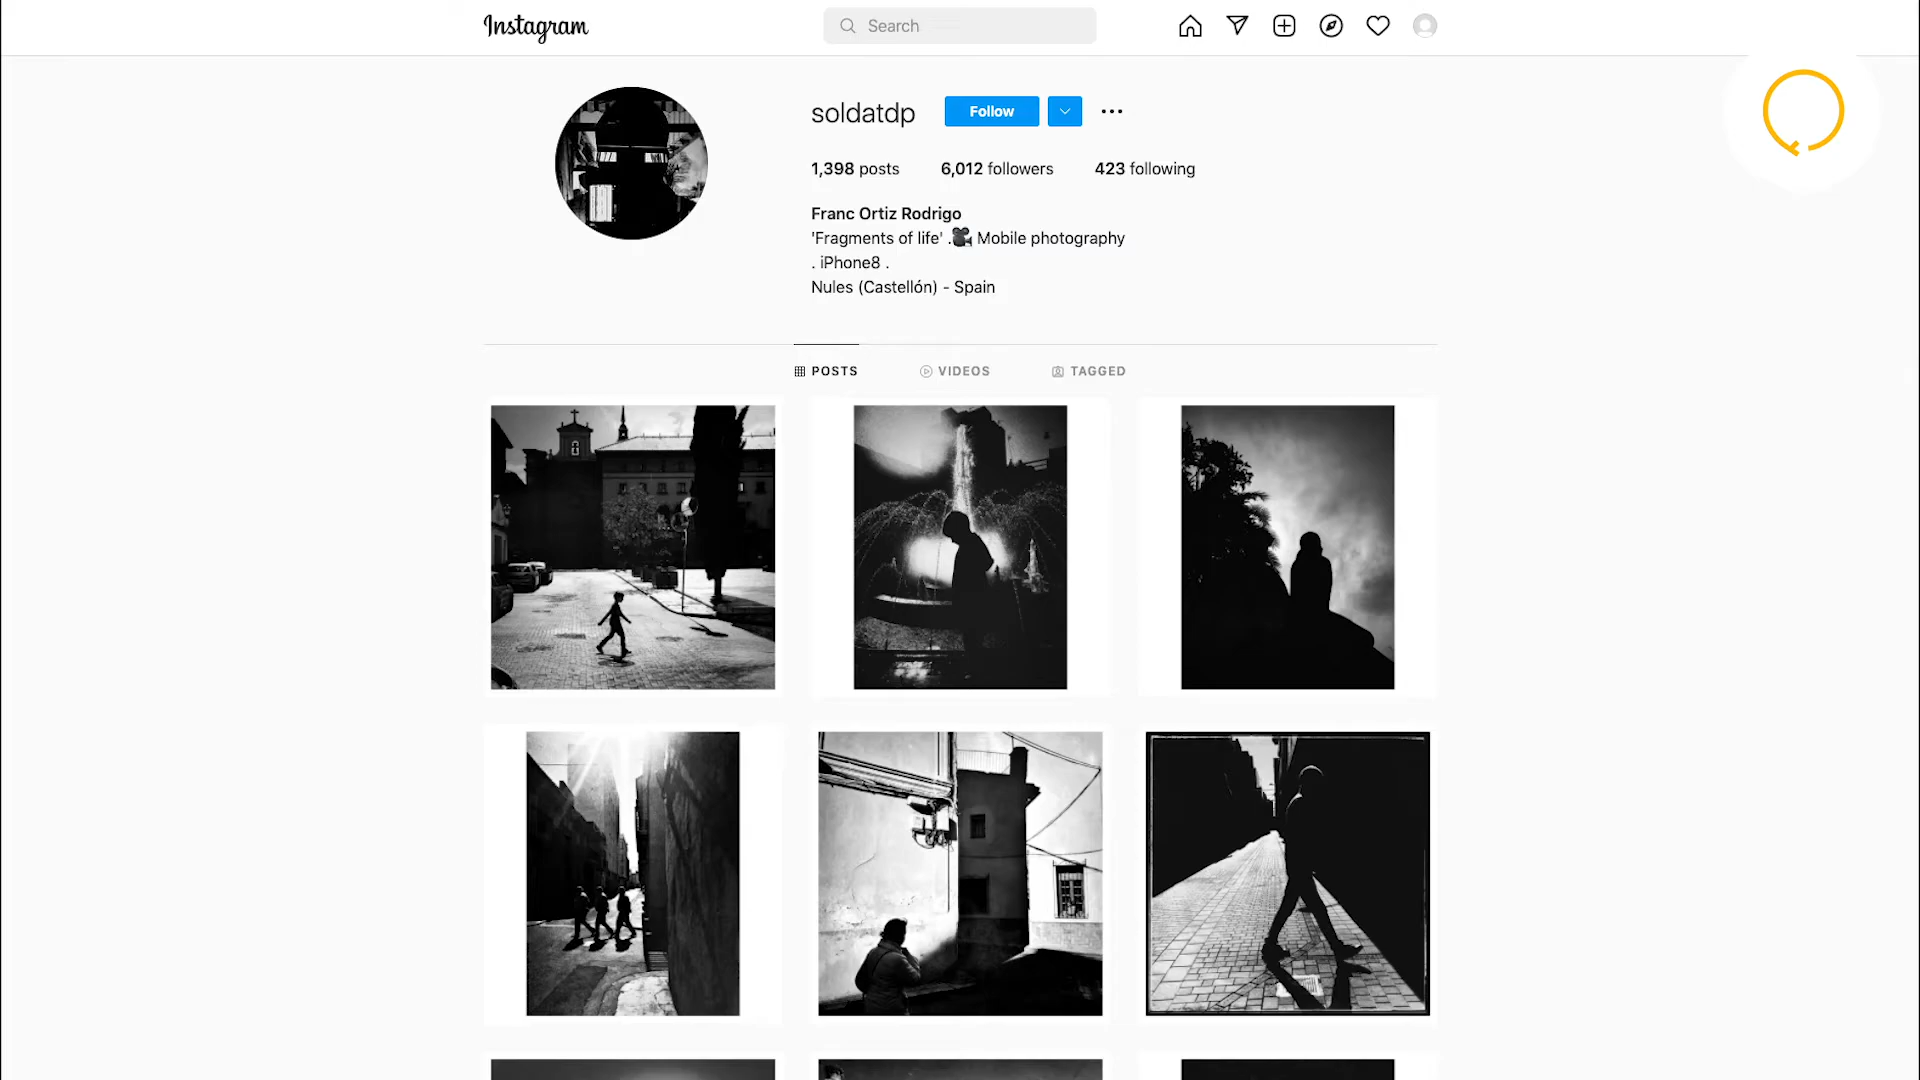 Instagram
Search
soldatdp
Follow
1,398 posts 6,012 followers 423 following
Franc Ortiz Rodrigo
'Fragments of life' .🎥 Mobile photography
. iPhone8 .
Nules (Castellón) - Spain
POSTS VIDEOS TAGGED